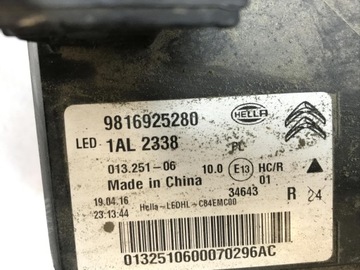 HELLA
9816925280
LED 1AL 2338 PC
013.251-06 10.0 E13 HC/R
Made in China 01
19.04.16 34643 R 24
23:13:44 Hella-LEDHL-CB4EMC00
0132510600070296AC